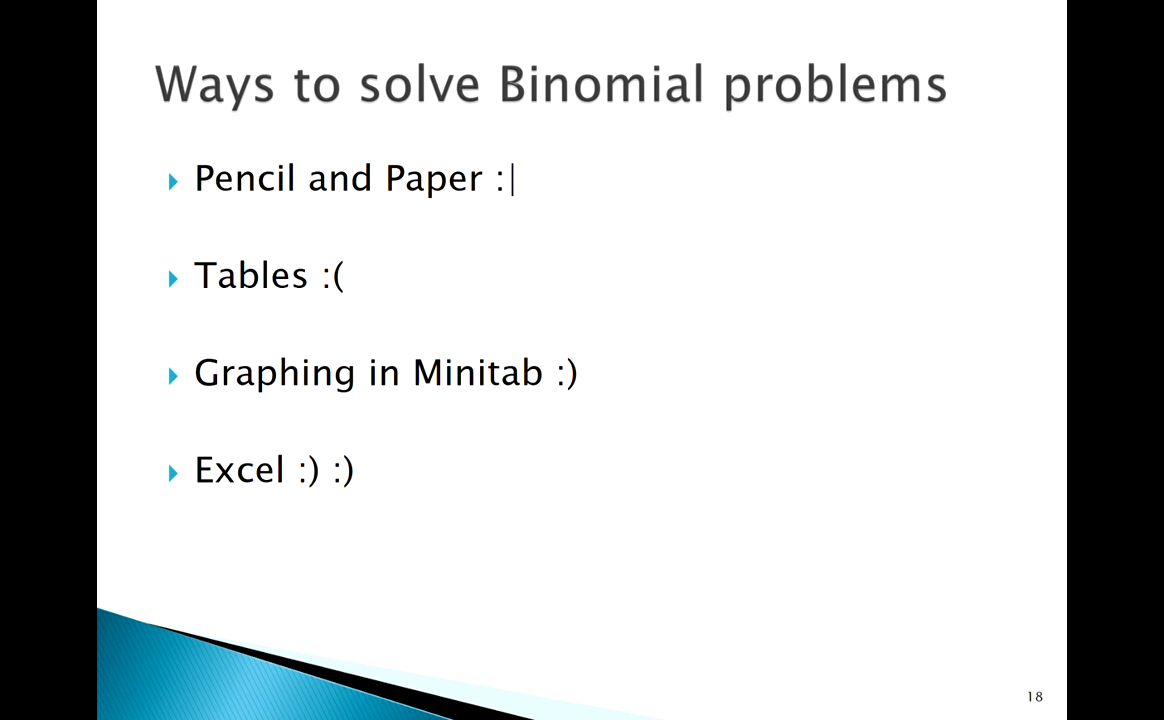 Ways to solve Binomial problems
Pencil and Paper :|
Tables :(
Graphing in Minitab :)
Excel :) :)
18